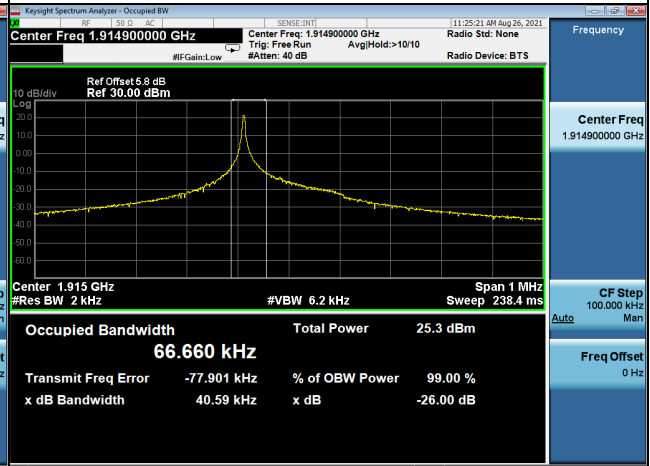 Keysight Spectrum Analyzer - Occupied BW
RF 50 Ω AC SENSE:INT 11:25:21 AM Aug 26, 2021
Center Freq 1.914900000 GHz Center Freq: 1.914900000 GHz Radio Std: None
Trig: Free Run Avg|Hold:>10/10
#IFGain:Low #Atten: 40 dB Radio Device: BTS
Ref Offset 5.8 dB
10 dB/div Ref 30.00 dBm
Log
20.0
10.0
0.00
-10.0
-20.0
-30.0
-40.0
-50.0
-60.0
Center 1.915 GHz Span 1 MHz
#Res BW 2 kHz #VBW 6.2 kHz Sweep 238.4 ms
Occupied Bandwidth Total Power 25.3 dBm
66.660 kHz
Transmit Freq Error -77.901 kHz % of OBW Power 99.00 %
x dB Bandwidth 40.59 kHz x dB -26.00 dB
Frequency
Center Freq
1.914900000 GHz
CF Step
100.000 kHz
Auto Man
Freq Offset
0 Hz